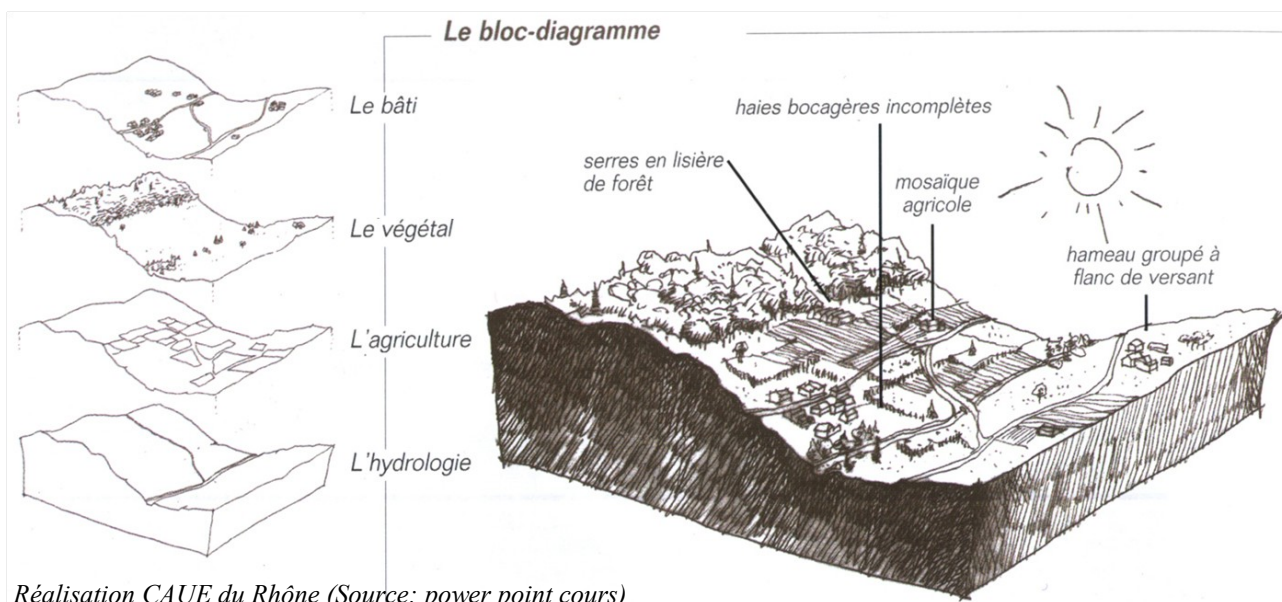 Le bloc-diagramme
Le bâti
Le végétal
L'agriculture
L'hydrologie
haies bocagères incomplètes
serres en lisière
de forêt
mosaïque
agricole
hameau groupé à
flanc de versant
Réalisation CAUE du Rhône (Source: power point cours)